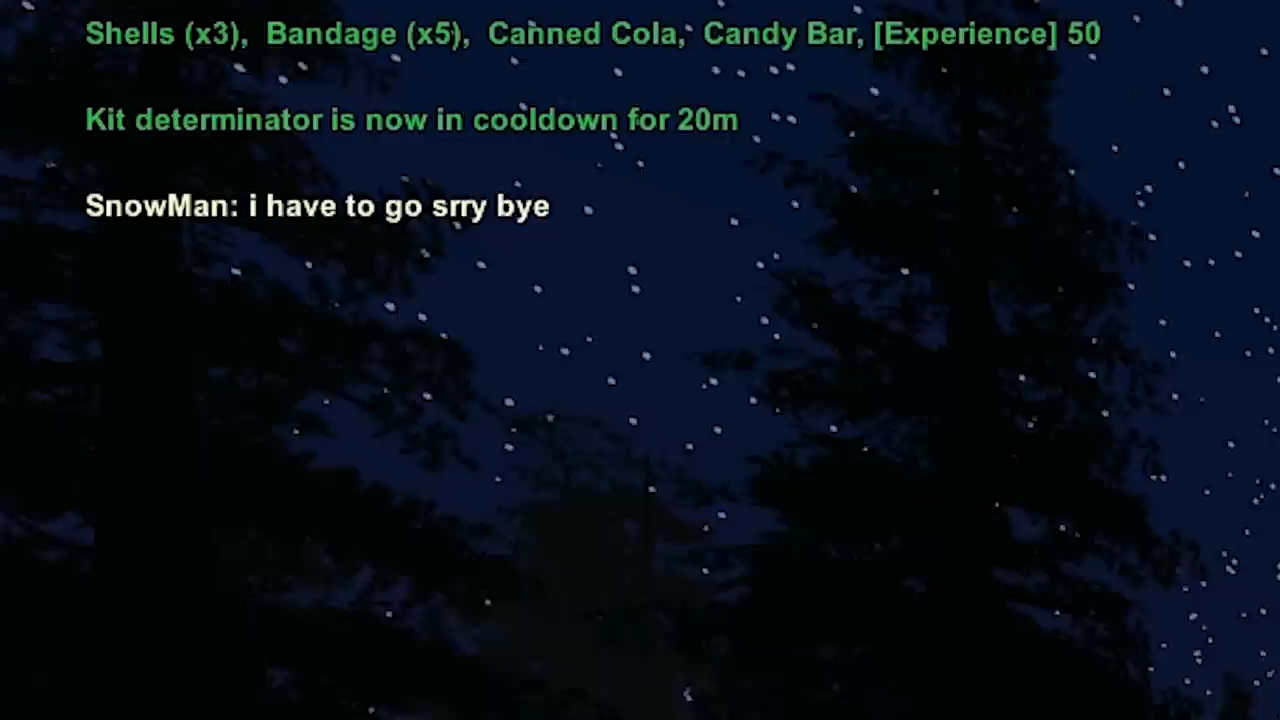 Shells (x3), Bandage (x5), Canned Cola, Candy Bar, [Experience] 50
Kit determinator is now in cooldown for 20m
SnowMan: i have to go srry bye